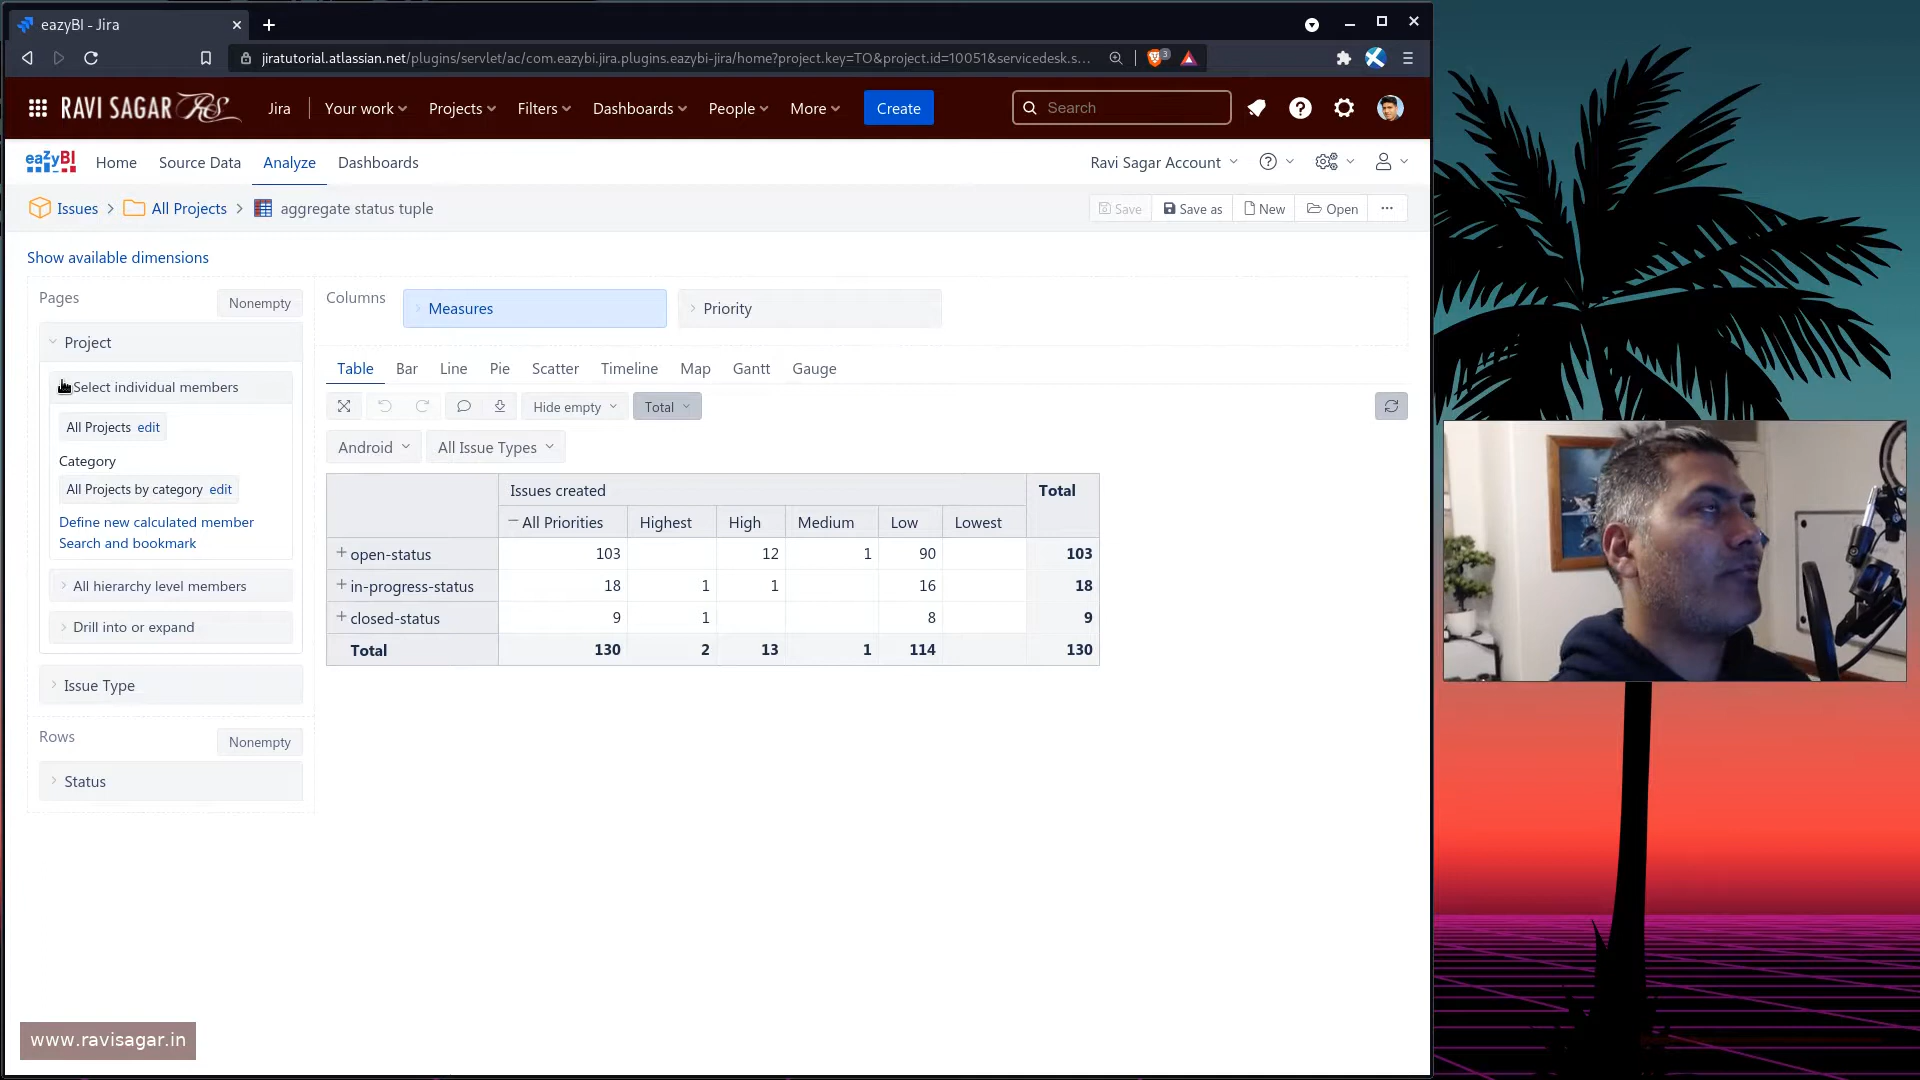 eazyBI - Jira
jiratutorial.atlassian.net/plugins/servlet/ac/com.eazybi.jira.plugins.eazybi-jira/home?project.key=TO&project.id=10051&servicedesk.s...
3
RAVI SAGAR RS
Jira
Your work
Projects
Filters
Dashboards
People
More
Create
Search
eazyBI
Home
Source Data
Analyze
Dashboards
Ravi Sagar Account
Issues
All Projects
aggregate status tuple
Save
Save as
New
Open
Show available dimensions
Pages
Nonempty
Columns
Measures
Priority
Project
Select individual members
All Projects edit
Category
All Projects by category edit
Define new calculated member
Search and bookmark
All hierarchy level members
Drill into or expand
Issue Type
Rows
Nonempty
Status
Table Bar Line Pie Scatter Timeline Map Gantt Gauge
Hide empty
Total
Android
All Issue Types
Issues created Total
All Priorities Highest High Medium Low Lowest
open-status 103 12 1 90 103
in-progress-status 18 1 1 16 18
closed-status 9 1 8 9
Total 130 2 13 1 114 130
www.ravisagar.in